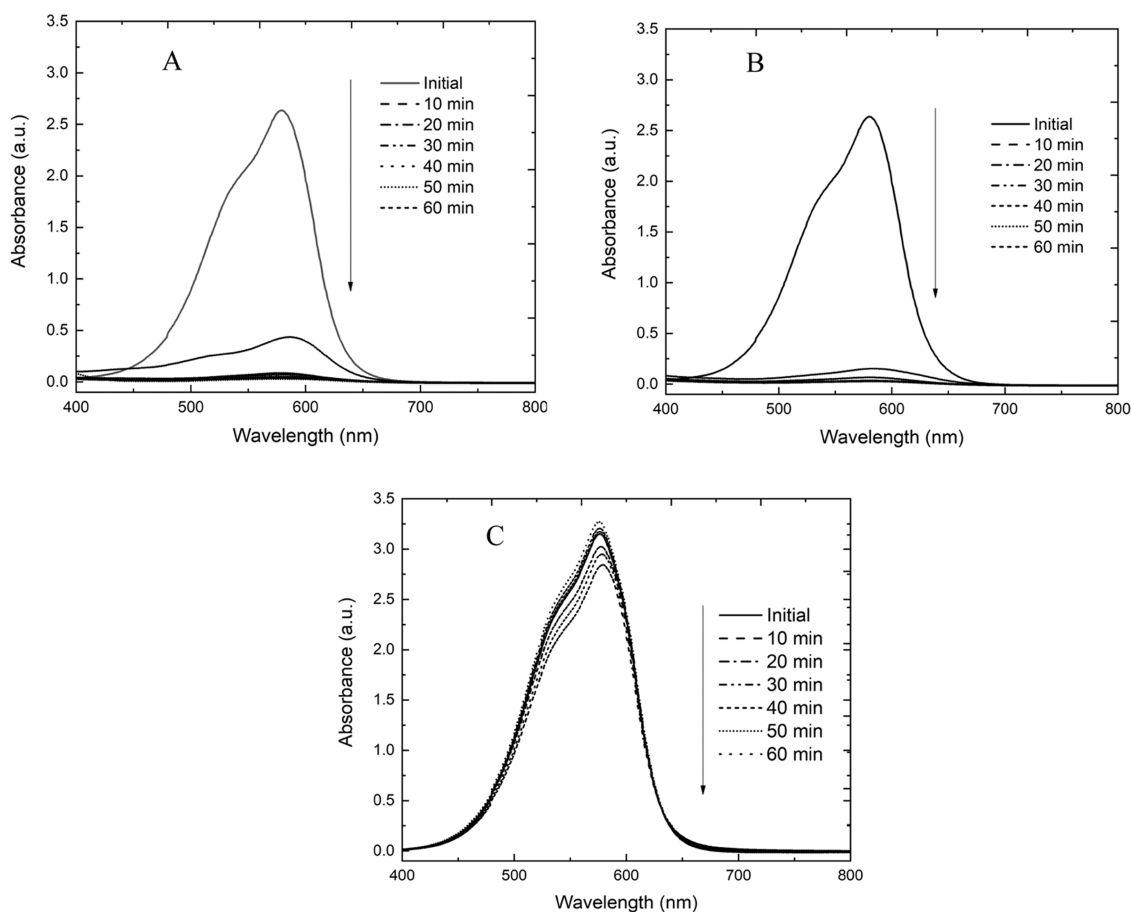 A
3.5
3.0
2.5
2.0
1.5
1.0
0.5
0.0
Absorbance (a.u.)
400 500 600 700 800
Wavelength (nm)
Initial
10 min
20 min
30 min
40 min
50 min
60 min
B
3.5
3.0
2.5
2.0
1.5
1.0
0.5
0.0
Absorbance (a.u.)
400 500 600 700 800
Wavelength (nm)
Initial
10 min
20 min
30 min
40 min
50 min
60 min
C
3.5
3.0
2.5
2.0
1.5
1.0
0.5
0.0
Absorbance (a.u.)
400 500 600 700 800
Wavelength (nm)
Initial
10 min
20 min
30 min
40 min
50 min
60 min